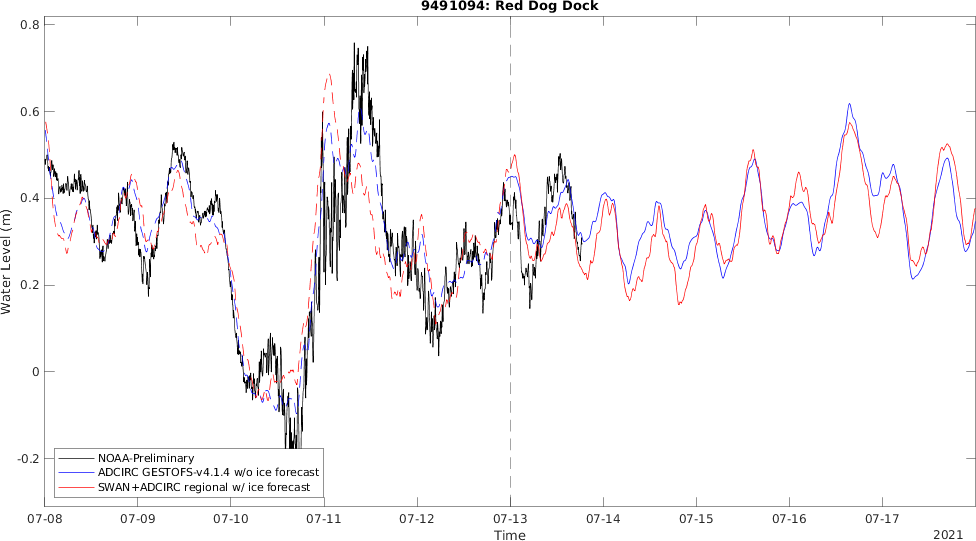 9491094: Red Dog Dock
0.8
0.6
0.4
0.2
0
-0.2
Water Level (m)
NOAA-Preliminary
ADCIRC GESTOFS-v4.1.4 w/o ice forecast
SWAN+ADCIRC regional w/ ice forecast
07-08 07-09 07-10 07-11 07-12 07-13 07-14 07-15 07-16 07-17
Time
2021